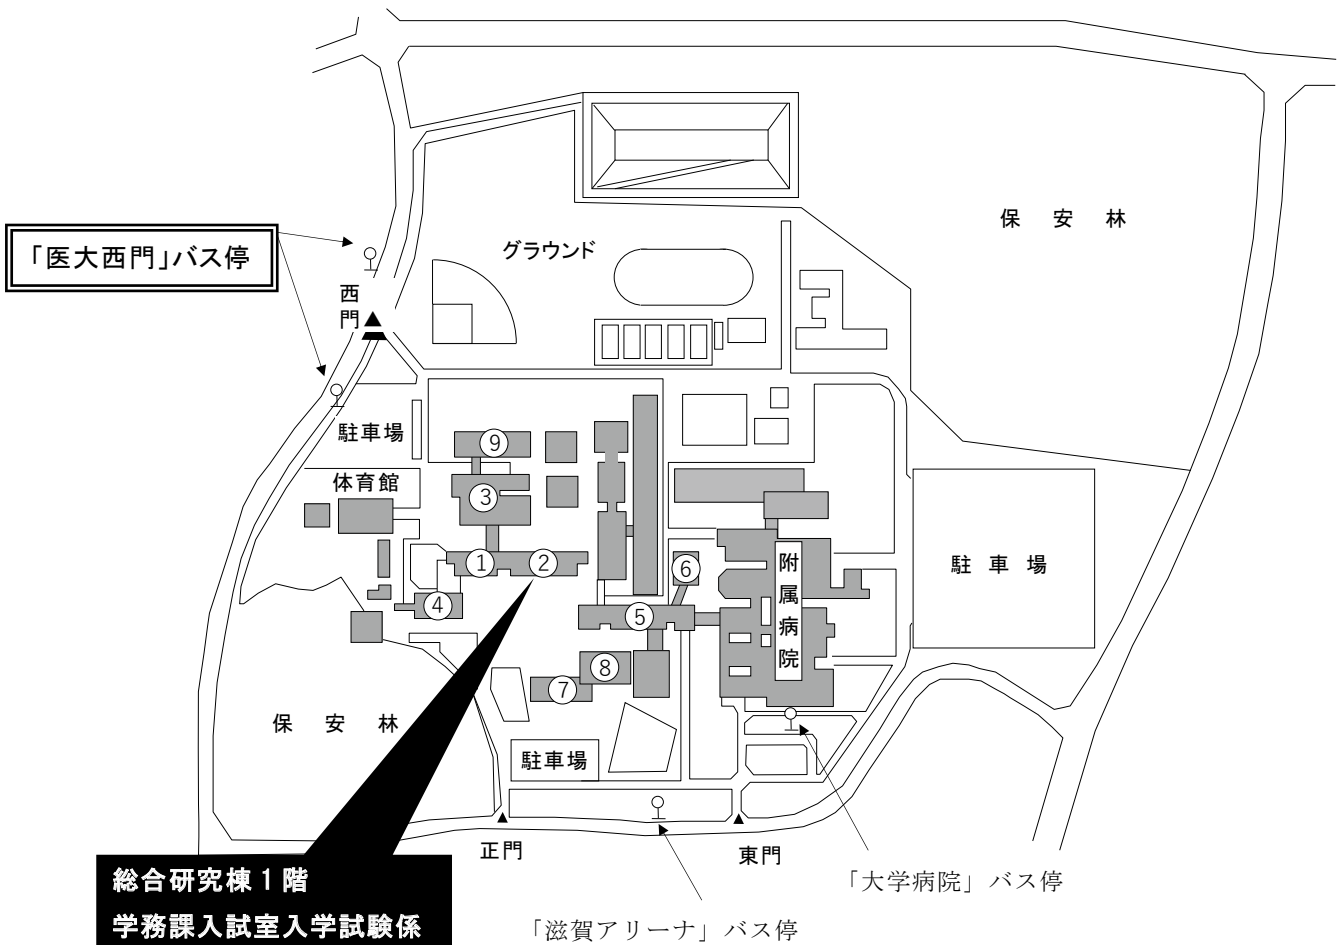 保 安 林
「医大西門」バス停
グラウンド
西
門
駐車場
⑨
体育館
③
①
②
⑥
附
属
病
院
駐 車 場
④
⑤
⑧
⑦
保 安 林
駐車場
正門
東門
「大学病院」バス停
総合研究棟１階
学務課入試室入学試験係
「滋賀アリーナ」バス停